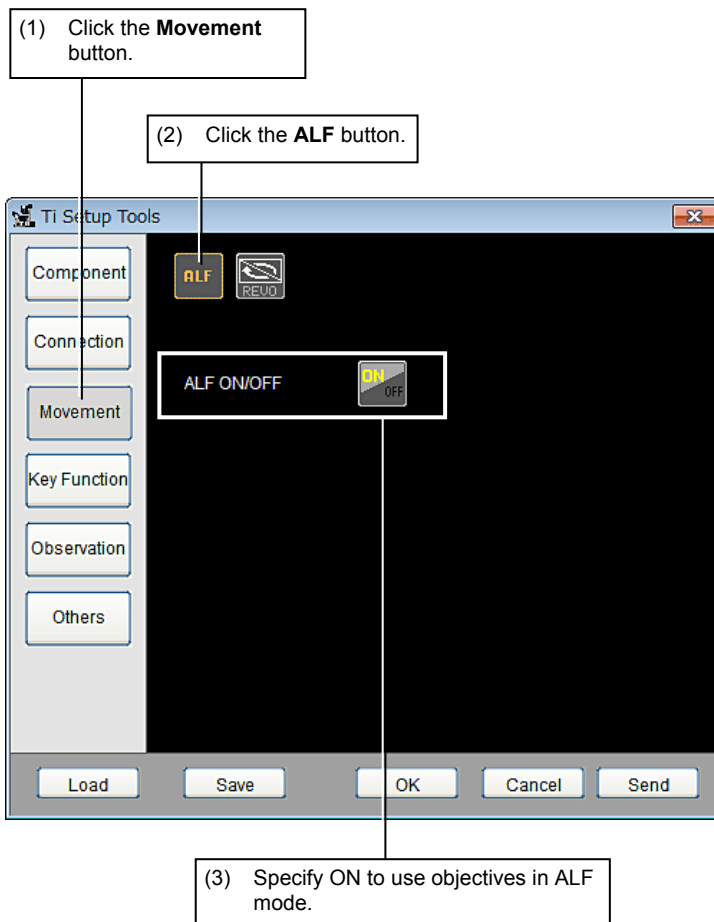 (1) Click the Movement
button.
(2) Click the ALF button.
Ti Setup Tools
Component
ALF
REVO
Connection
ALF ON/OFF
ON
OFF
Movement
Key Function
Observation
Others
Load
Save
OK
Cancel
Send
(3) Specify ON to use objectives in ALF
mode.